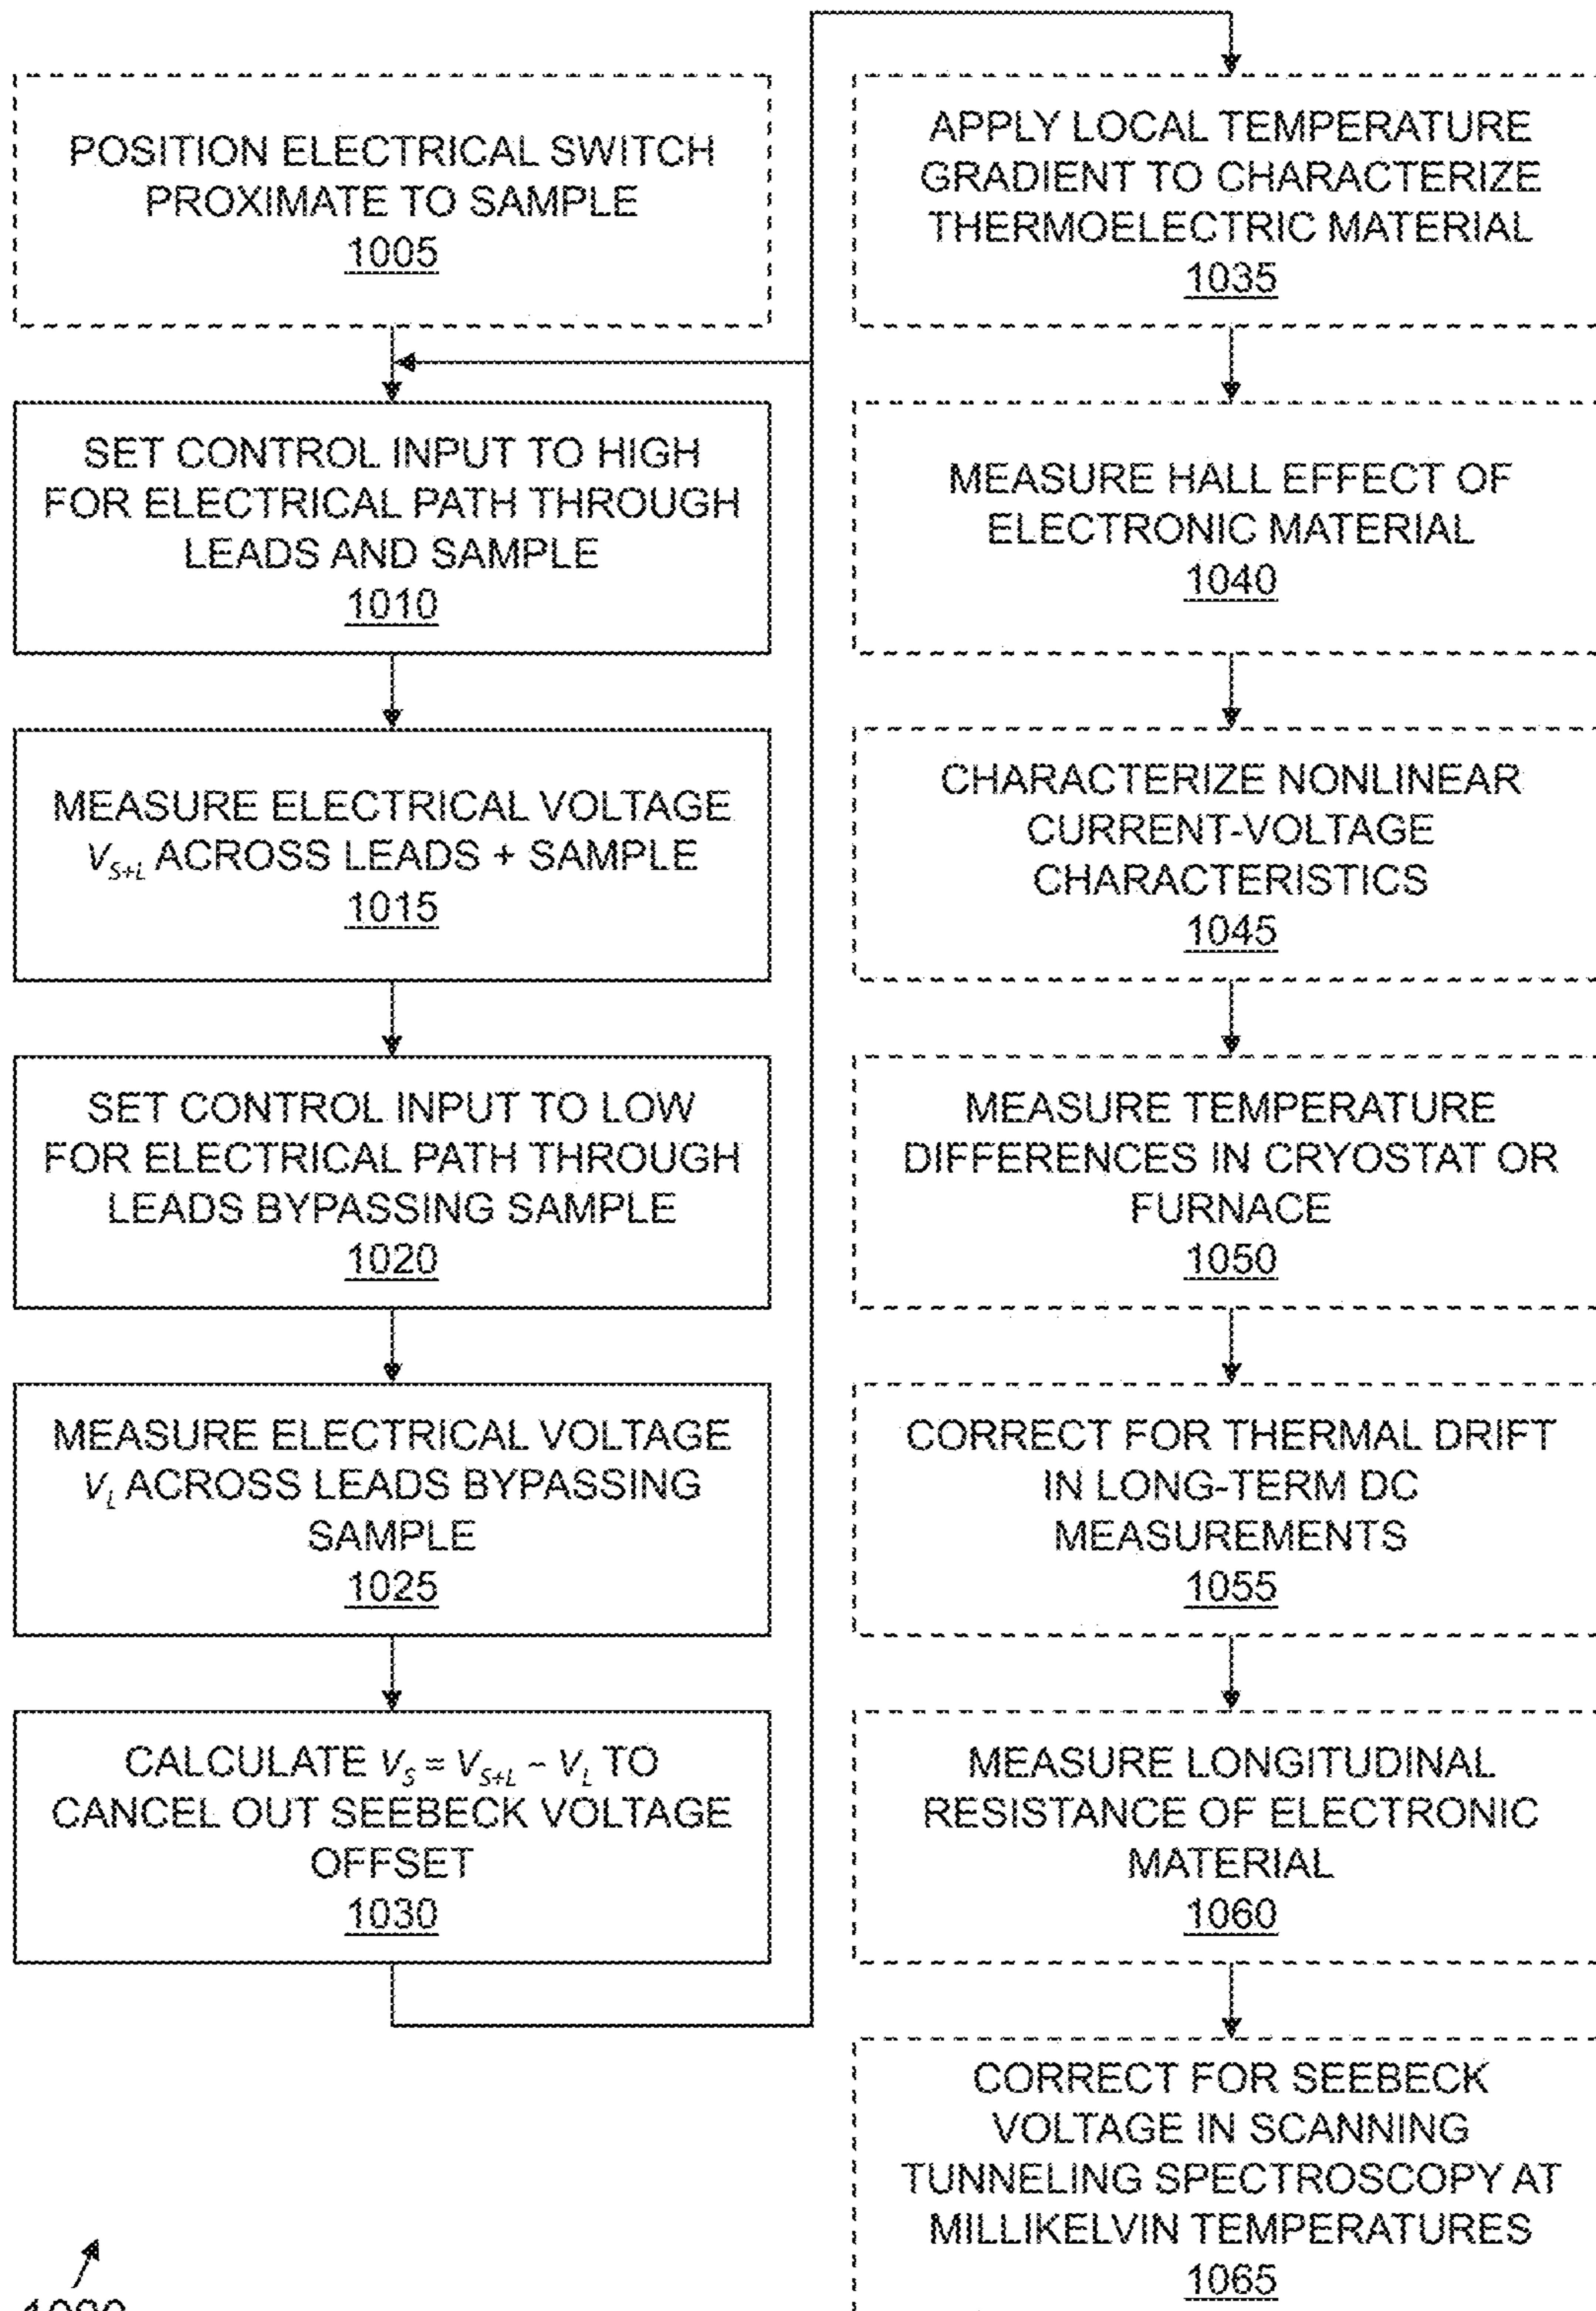 POSITION ELECTRICAL SWITCH
PROXIMATE TO SAMPLE
1005
SET CONTROL INPUT TO HIGH
FOR ELECTRICAL PATH THROUGH
LEADS AND SAMPLE
1010
MEASURE ELECTRICAL VOLTAGE
V_{S+L} ACROSS LEADS + SAMPLE
1015
SET CONTROL INPUT TO LOW
FOR ELECTRICAL PATH THROUGH
LEADS BYPASSING SAMPLE
1020
MEASURE ELECTRICAL VOLTAGE
V_L ACROSS LEADS BYPASSING
SAMPLE
1025
CALCULATE V_S = V_{S+L} – V_L TO
CANCEL OUT SEEBECK VOLTAGE
OFFSET
1030
APPLY LOCAL TEMPERATURE
GRADIENT TO CHARACTERIZE
THERMOELECTRIC MATERIAL
1035
MEASURE HALL EFFECT OF
ELECTRONIC MATERIAL
1040
CHARACTERIZE NONLINEAR
CURRENT-VOLTAGE
CHARACTERISTICS
1045
MEASURE TEMPERATURE
DIFFERENCES IN CRYOSTAT OR
FURNACE
1050
CORRECT FOR THERMAL DRIFT
IN LONG-TERM DC
MEASUREMENTS
1055
MEASURE LONGITUDINAL
RESISTANCE OF ELECTRONIC
MATERIAL
1060
CORRECT FOR SEEBECK
VOLTAGE IN SCANNING
TUNNELING SPECTROSCOPY AT
MILLIKELVIN TEMPERATURES
1065